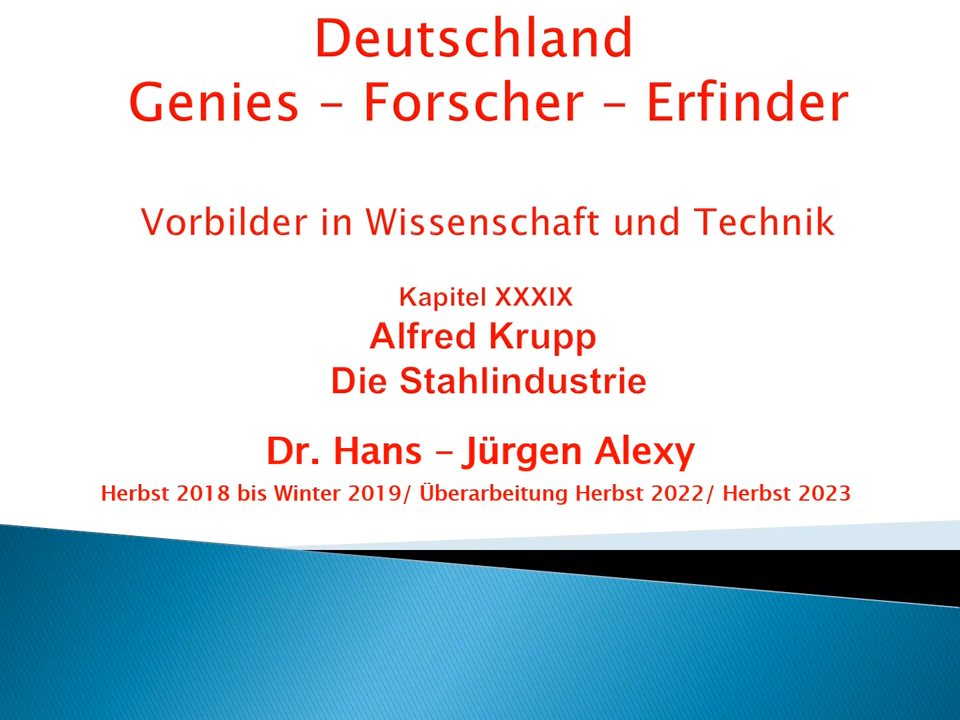 Deutschland
Genies – Forscher – Erfinder
Vorbilder in Wissenschaft und Technik
Kapitel XXXIX
Alfred Krupp
Die Stahlindustrie
Dr. Hans – Jürgen Alexy
Herbst 2018 bis Winter 2019/ Überarbeitung Herbst 2022/ Herbst 2023